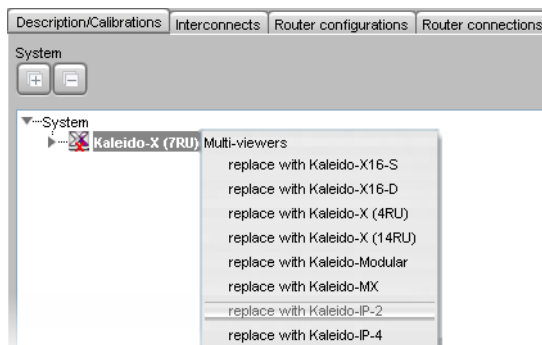 Description/Calibrations Interconnects Router configurations Router connections
System
System
Kaleido-X (7RU) Multi-viewers
replace with Kaleido-X16-S
replace with Kaleido-X16-D
replace with Kaleido-X (4RU)
replace with Kaleido-X (14RU)
replace with Kaleido-Modular
replace with Kaleido-MX
replace with Kaleido-IP-2
replace with Kaleido-IP-4